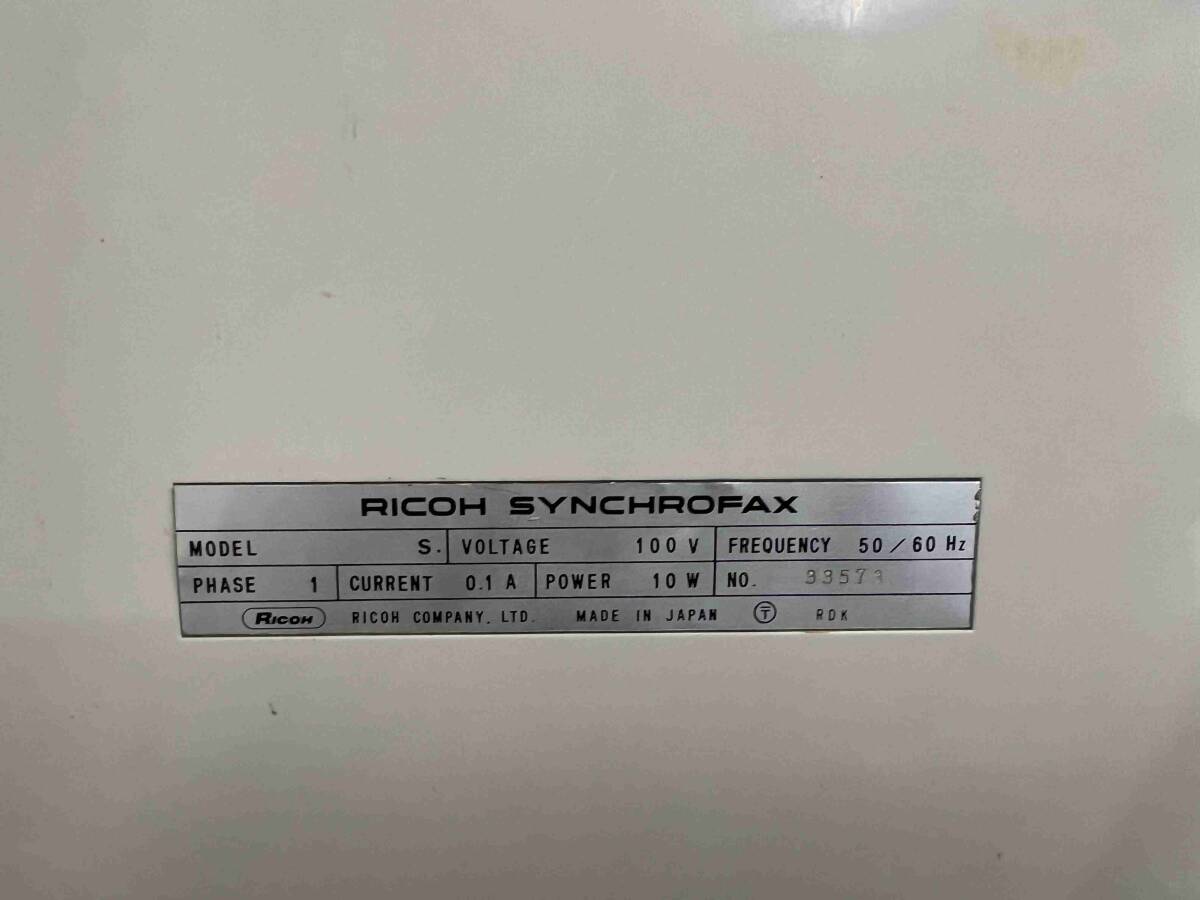 RICOH SYNCHROFAX
MODEL S. VOLTAGE 100 V FREQUENCY 50 / 60 Hz
PHASE 1 CURRENT 0.1 A POWER 10 W NO.
RICOH RICOH COMPANY, LTD. MADE IN JAPAN T RDK